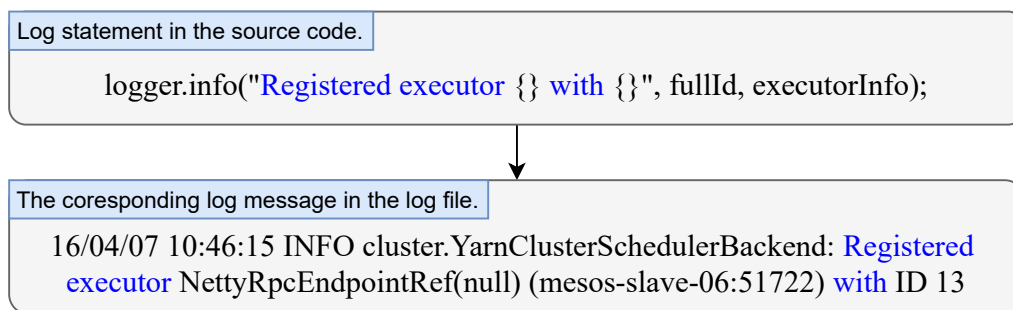 Log statement in the source code.
logger.info("Registered executor {} with {}", fullId, executorInfo);
The coresponding log message in the log file.
16/04/07 10:46:15 INFO cluster.YarnClusterSchedulerBackend: Registered
executor NettyRpcEndpointRef(null) (mesos-slave-06:51722) with ID 13